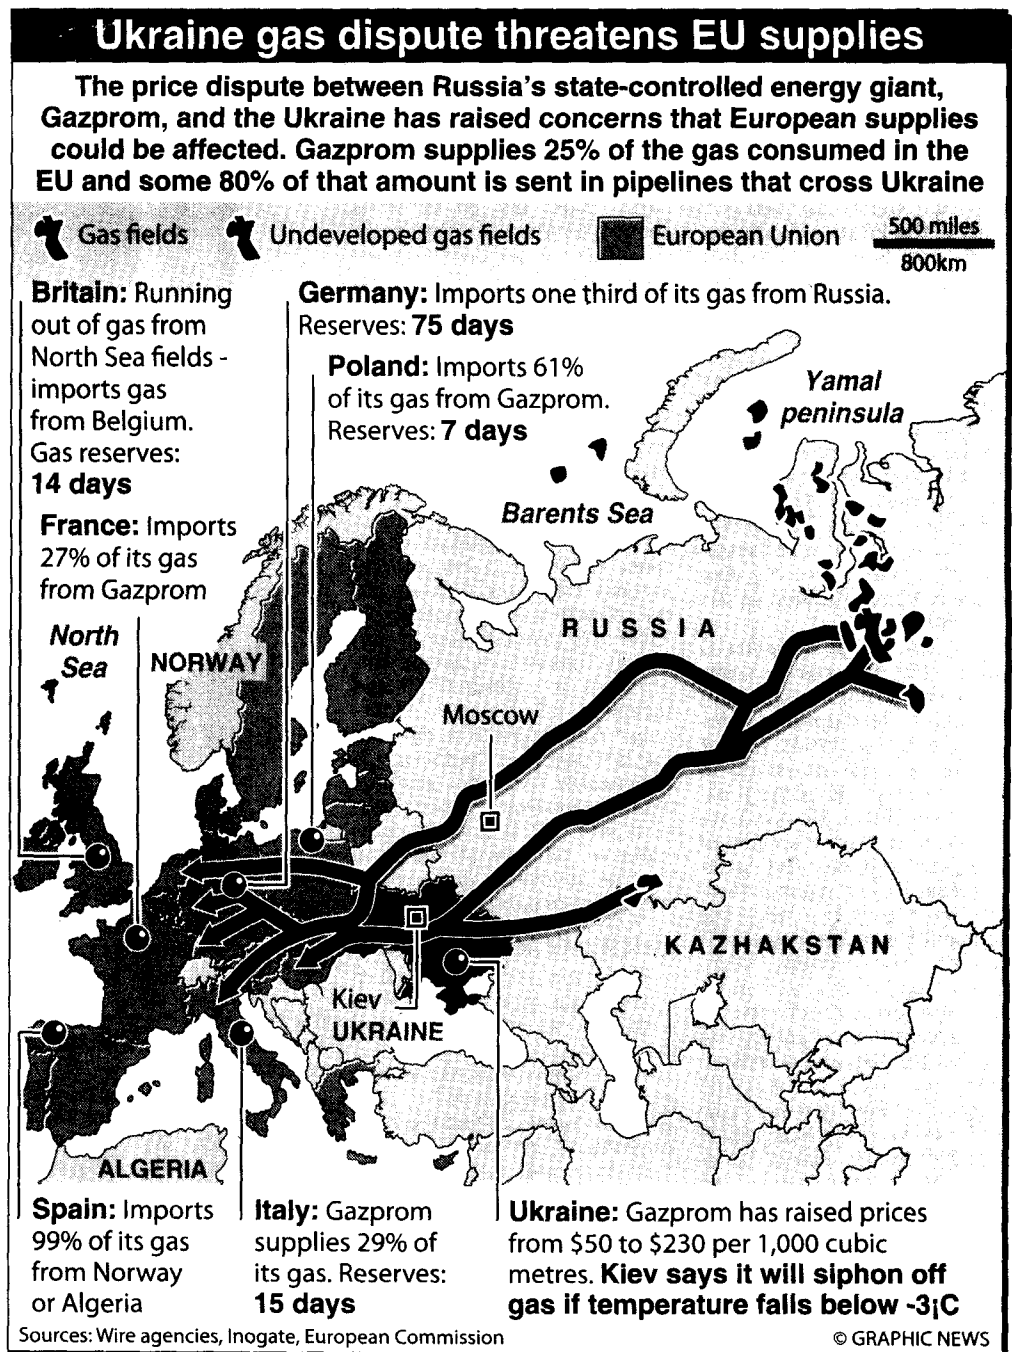 Ukraine gas dispute threatens EU supplies
The price dispute between Russia's state-controlled energy giant,
Gazprom, and the Ukraine has raised concerns that European supplies
could be affected. Gazprom supplies 25% of the gas consumed in the
EU and some 80% of that amount is sent in pipelines that cross Ukraine
Gas fields
Undeveloped gas fields
European Union
500 miles
800km
Britain: Running
out of gas from
North Sea fields -
imports gas
from Belgium.
Gas reserves:
14 days
Germany: Imports one third of its gas from Russia.
Reserves: 75 days
Poland: Imports 61%
of its gas from Gazprom.
Reserves: 7 days
Yamal
peninsula
Barents Sea
France: Imports
27% of its gas
from Gazprom
North
Sea
NORWAY
RUSSIA
Moscow
KAZHAKSTAN
Kiev
UKRAINE
ALGERIA
Spain: Imports
99% of its gas
from Norway
or Algeria
Italy: Gazprom
supplies 29% of
its gas. Reserves:
15 days
Ukraine: Gazprom has raised prices
from $50 to $230 per 1,000 cubic
metres. Kiev says it will siphon off
gas if temperature falls below -3¡C
Sources: Wire agencies, Inogate, European Commission
© GRAPHIC NEWS